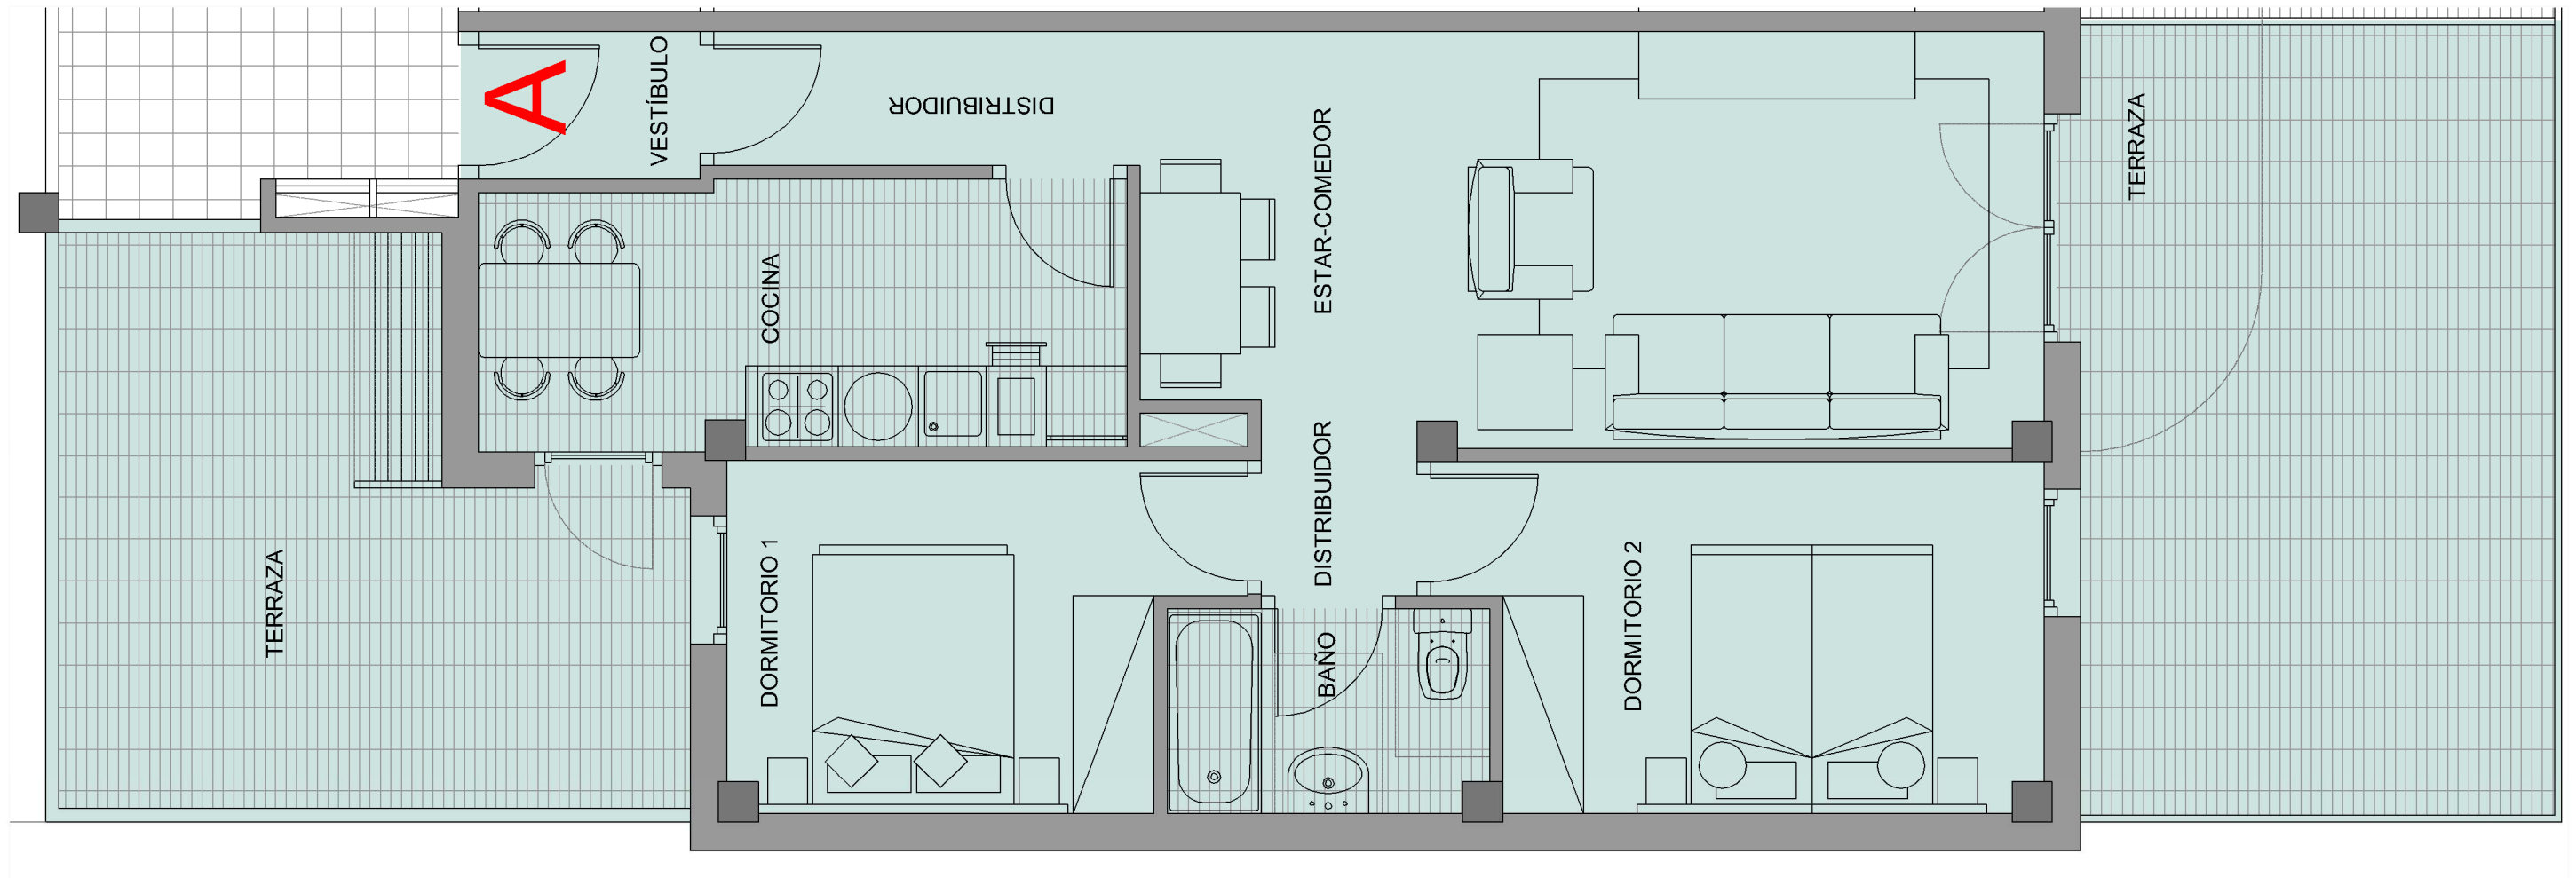 A
VESTÍBULO
DISTRIBUIDOR
COCINA
ESTAR-COMEDOR
TERRAZA
TERRAZA
DORMITORIO 1
DISTRIBUIDOR
BAÑO
DORMITORIO 2